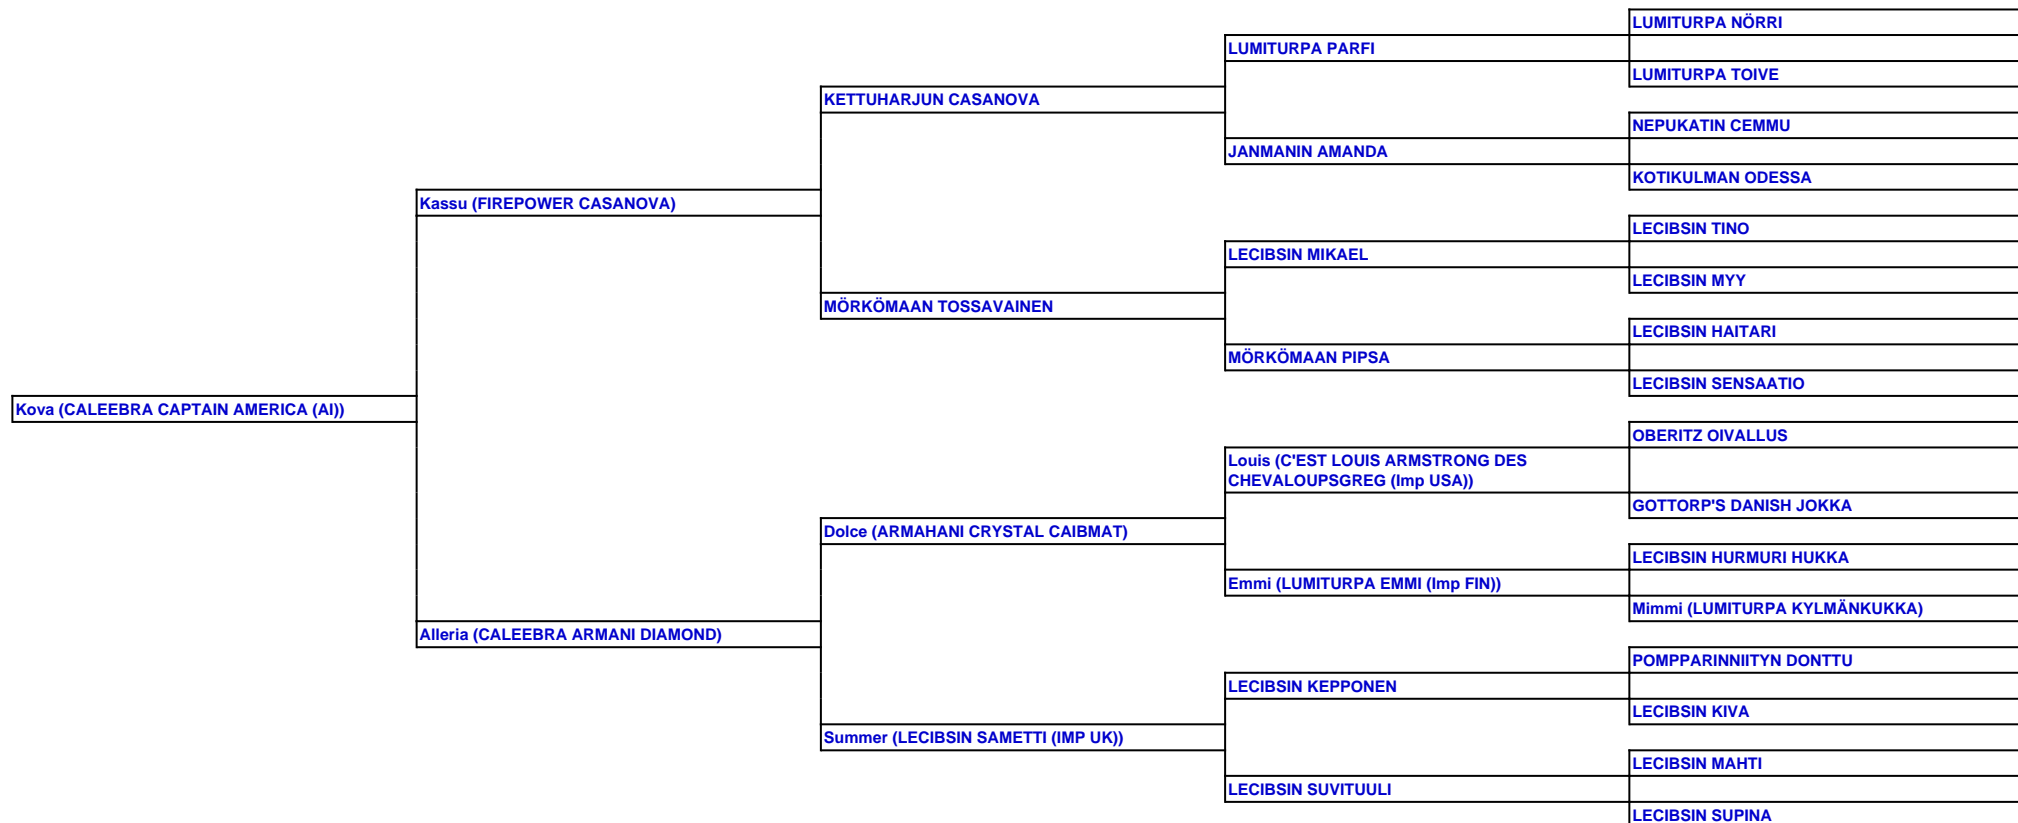 LUMITURPA NÖRRI
LUMITURPA PARFI
LUMITURPA TOIVE
KETTUHARJUN CASANOVA
NEPUKATIN CEMMU
JANMANIN AMANDA
KOTIKULMAN ODESSA
Kassu (FIREPOWER CASANOVA)
LECIBSIN TINO
LECIBSIN MIKAEL
LECIBSIN MYY
MÖRKÖMAAN TOSSAVAINEN
LECIBSIN HAITARI
MÖRKÖMAAN PIPSA
LECIBSIN SENSAATIO
Kova (CALEEBRA CAPTAIN AMERICA (AI))
OBERITZ OIVALLUS
Louis (C'EST LOUIS ARMSTRONG DES
CHEVALOUPSGREG (Imp USA))
GOTTORP'S DANISH JOKKA
Dolce (ARMAHANI CRYSTAL CAIBMAT)
LECIBSIN HURMURI HUKKA
Emmi (LUMITURPA EMMI (Imp FIN))
Mimmi (LUMITURPA KYLMÄNKUKKA)
Alleria (CALEEBRA ARMANI DIAMOND)
POMPPARINNIITYN DONTTU
LECIBSIN KEPPONEN
LECIBSIN KIVA
Summer (LECIBSIN SAMETTI (IMP UK))
LECIBSIN MAHTI
LECIBSIN SUVITUULI
LECIBSIN SUPINA